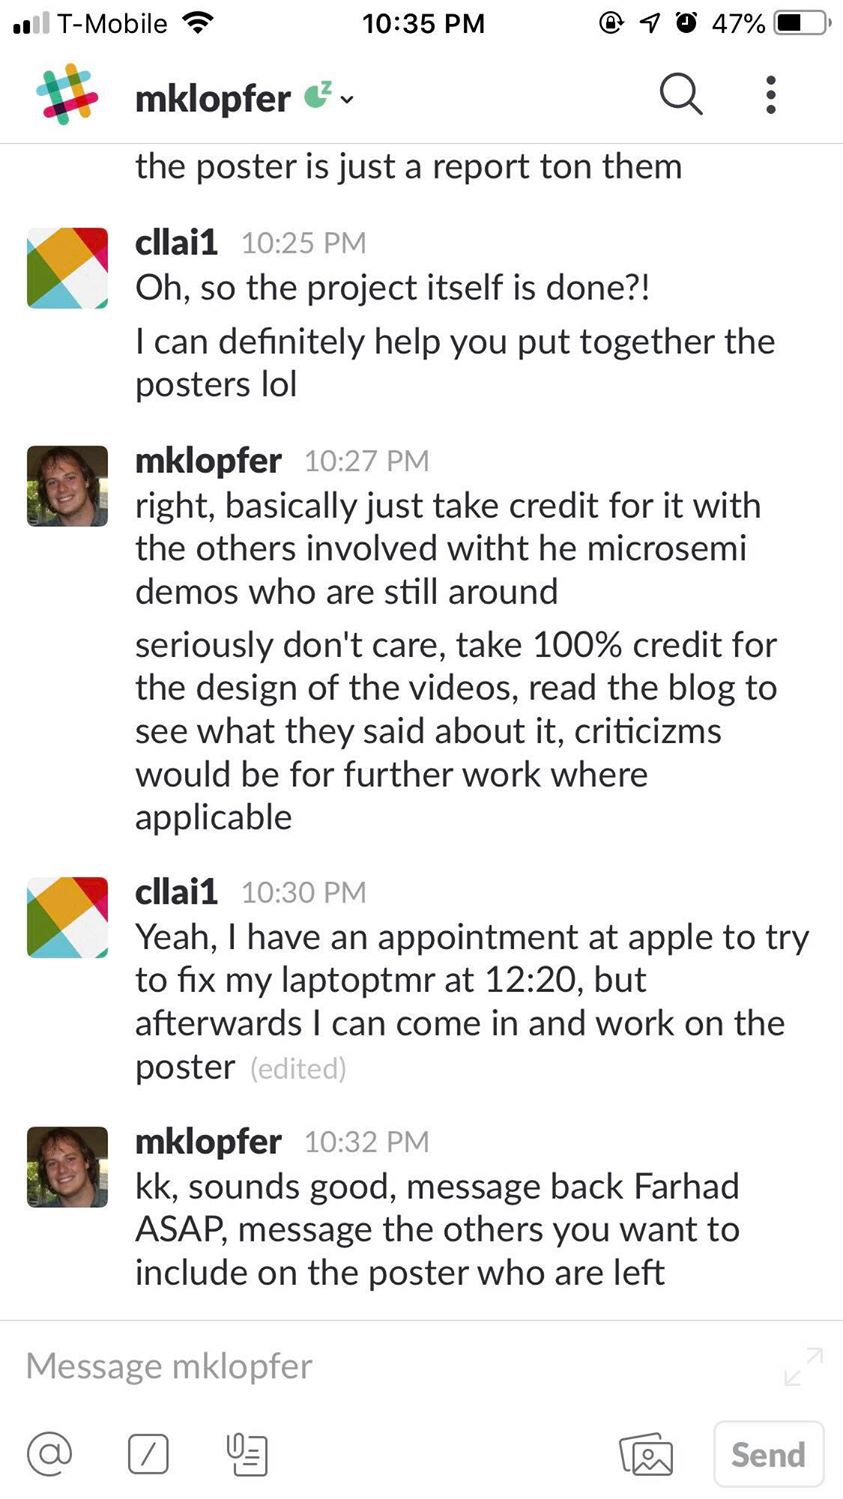 T-Mobile 10:35 PM 47%
mklopfer z
the poster is just a report ton them
cllai1 10:25 PM
Oh, so the project itself is done?!
I can definitely help you put together the
posters lol
mklopfer 10:27 PM
right, basically just take credit for it with
the others involved witht he microsemi
demos who are still around
seriously don't care, take 100% credit for
the design of the videos, read the blog to
see what they said about it, criticizms
would be for further work where
applicable
cllai1 10:30 PM
Yeah, I have an appointment at apple to try
to fix my laptoptmr at 12:20, but
afterwards I can come in and work on the
poster (edited)
mklopfer 10:32 PM
kk, sounds good, message back Farhad
ASAP, message the others you want to
include on the poster who are left
Message mklopfer
@ / Send